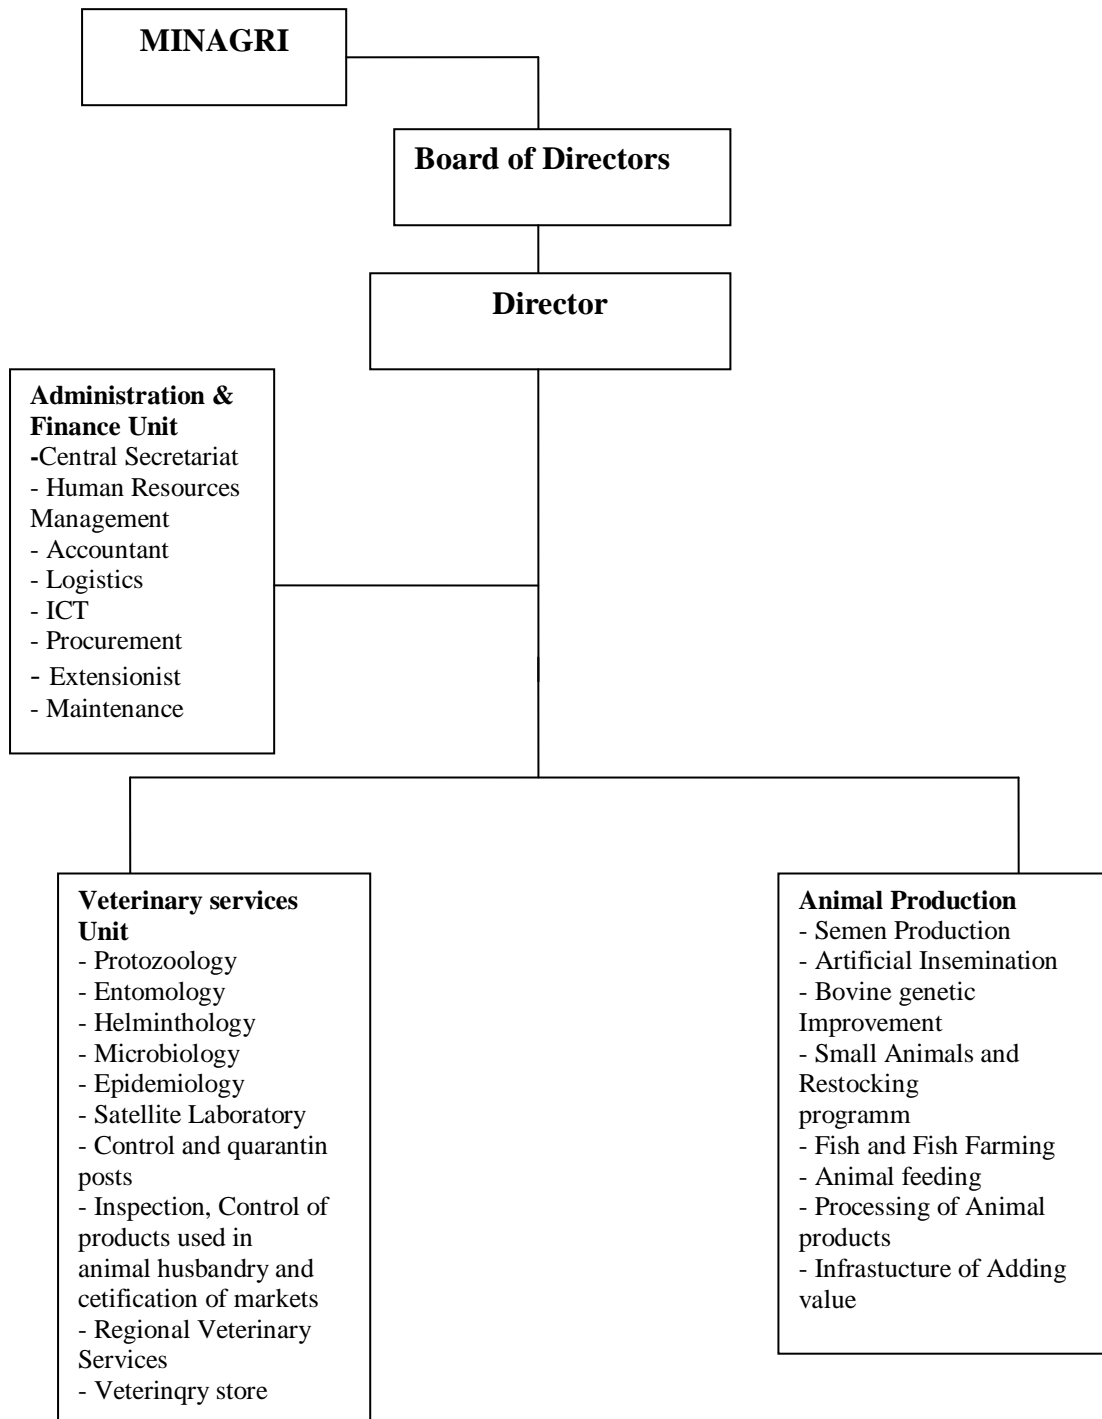 MINAGRI
Board of Directors
Director
Administration &
Finance Unit
-Central Secretariat
- Human Resources
Management
- Accountant
- Logistics
- ICT
- Procurement
- Extensionist
- Maintenance
Veterinary services
Unit
- Protozoology
- Entomology
- Helminthology
- Microbiology
- Epidemiology
- Satellite Laboratory
- Control and quarantin
posts
- Inspection, Control of
products used in
animal husbandry and
cetification of markets
- Regional Veterinary
Services
- Veterinqry store
Animal Production
- Semen Production
- Artificial Insemination
- Bovine genetic
Improvement
- Small Animals and
Restocking
programm
- Fish and Fish Farming
- Animal feeding
- Processing of Animal
products
- Infrastucture of Adding
value